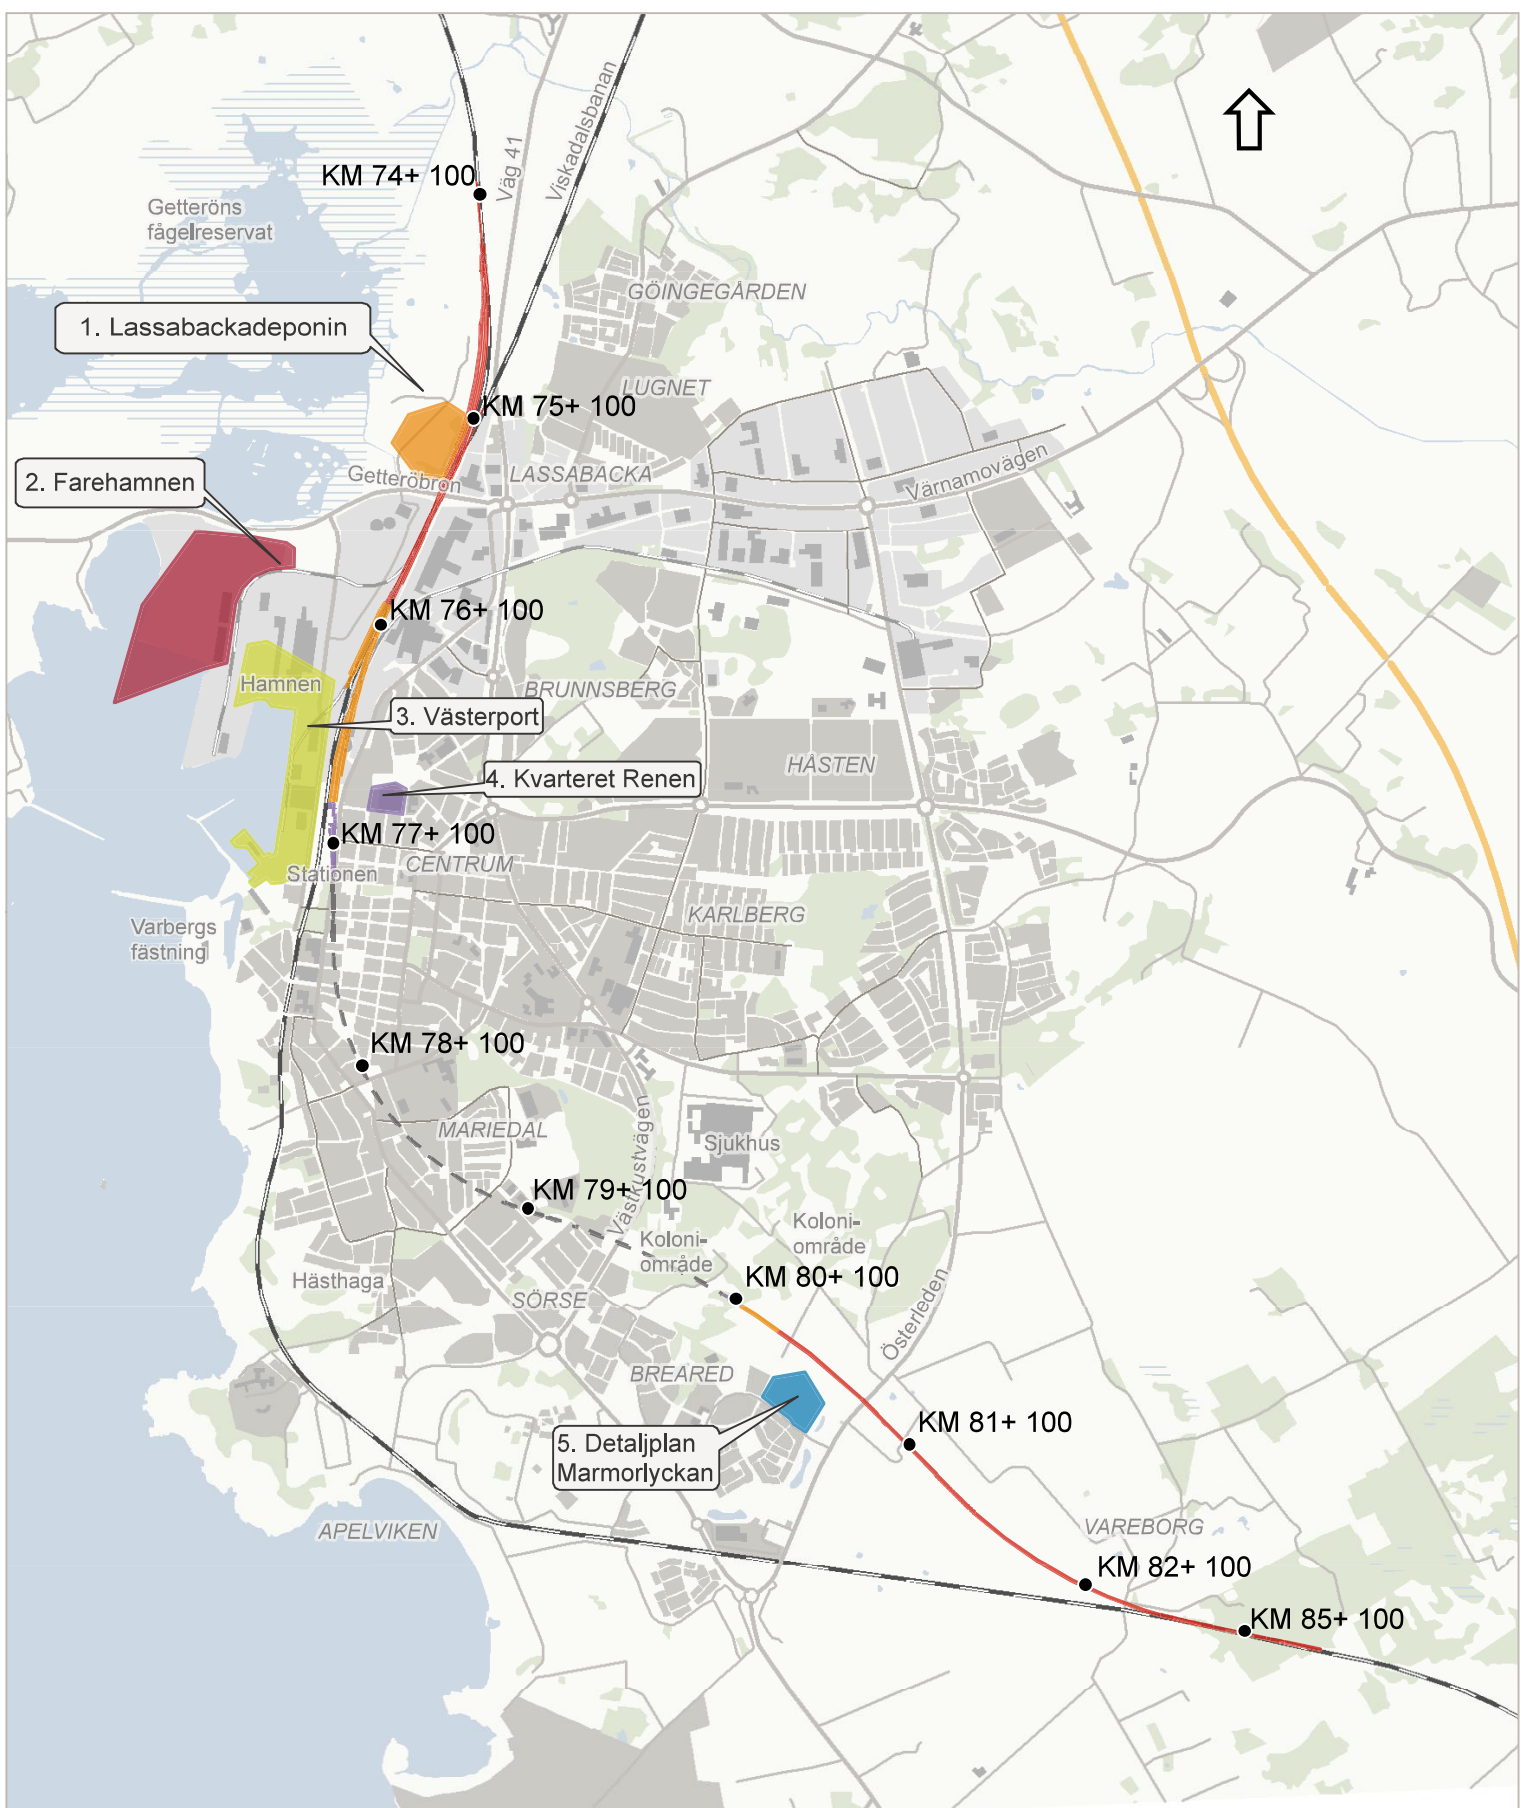 Väg 41
Viskadalsbanan
KM 74+ 100
Getteröns
fågelreservat
GÖINGEGÅRDEN
1. Lassabackadeponin
LUGNET
KM 75+ 100
LASSABACKA
Getteröbron
Värnamovägen
2. Farehamnen
KM 76+ 100
Hamnen
BRUNNSBERG
3. Västerport
HÅSTEN
4. Kvarteret Renen
KM 77+ 100
CENTRUM
Stationen
KARLBERG
Varbergs
fästning
KM 78+ 100
MARIEDAL
Västkustvägen
Sjukhus
KM 79+ 100
Koloni-
område
Koloni-
område
Hästhaga
KM 80+ 100
SÖRSE
Österleden
BREARED
KM 81+ 100
5. Detaljplan
Marmorlyckan
APELVIKEN
VAREBORG
KM 82+ 100
KM 85+ 100